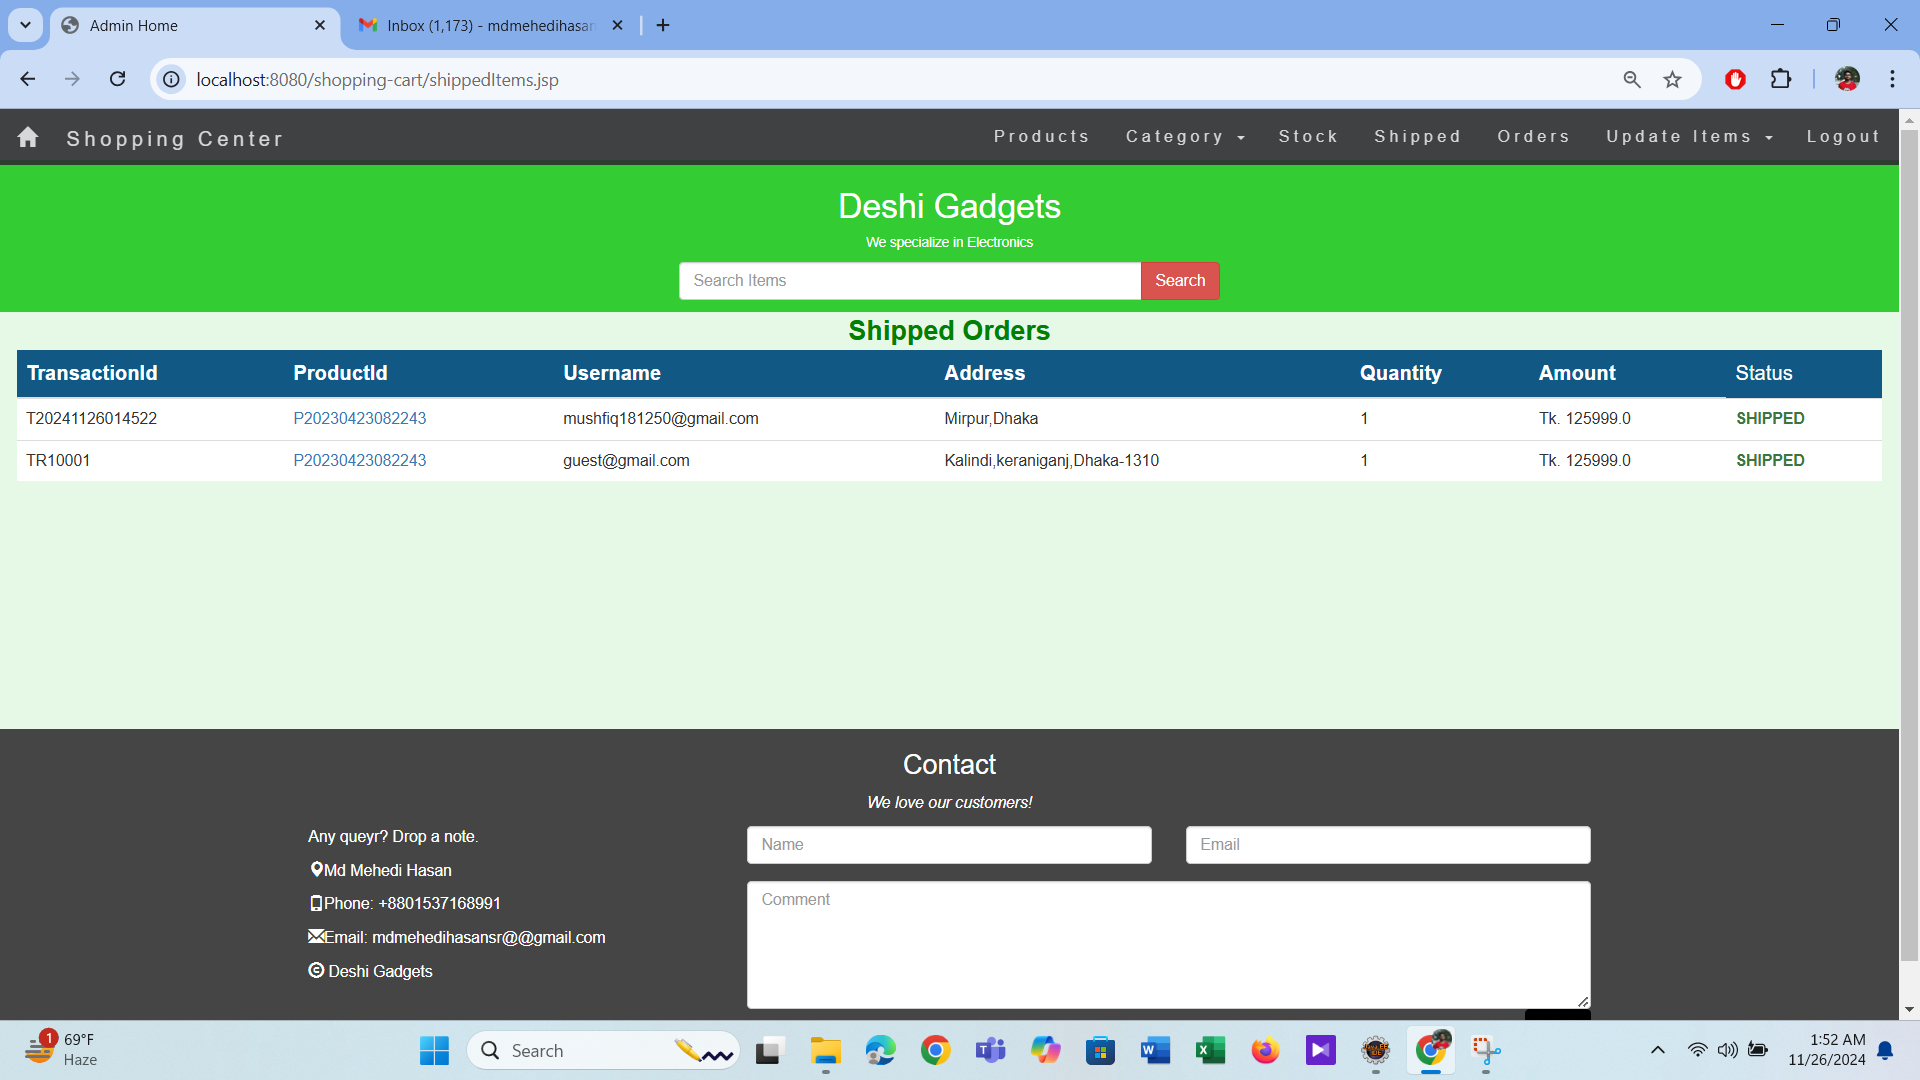 Admin Home
Inbox (1,173) - mdmehedihasan
localhost:8080/shopping-cart/shippedItems.jsp
Shopping Center
Products Category Stock Shipped Orders Update Items Logout
Deshi Gadgets
We specialize in Electronics
Search Items Search
Shipped Orders
TransactionId ProductId Username Address Quantity Amount Status
T20241126014522 P20230423082243 mushfiq181250@gmail.com Mirpur,Dhaka 1 Tk. 125999.0 SHIPPED
TR10001 P20230423082243 guest@gmail.com Kalindi,keraniganj,Dhaka-1310 1 Tk. 125999.0 SHIPPED
Contact
We love our customers!
Any queyr? Drop a note.
Name Email
Md Mehedi Hasan
Comment
Phone: +8801537168991
Email: mdmehedihasansr@@gmail.com
© Deshi Gadgets
1 69°F
Haze
Search
1:52 AM
11/26/2024